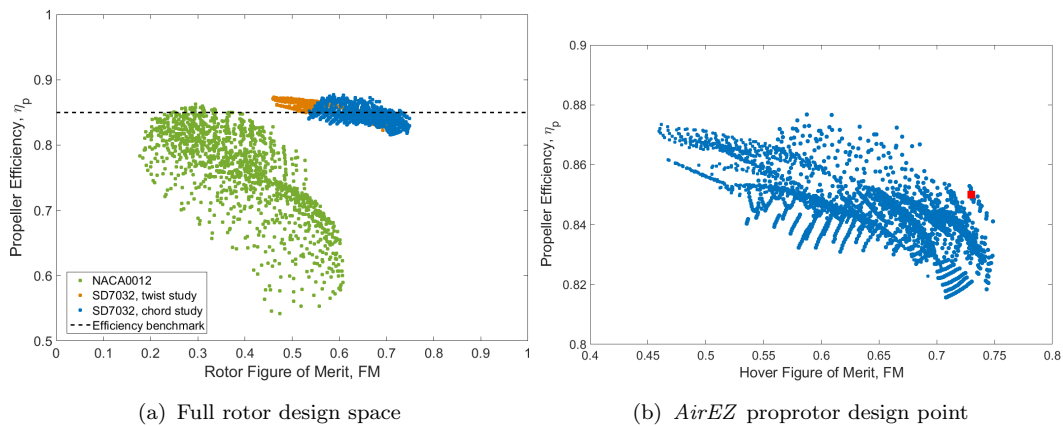 1
0.9
0.8
0.7
0.6
0.5
Propeller Efficiency, ηp
NACA0012
SD7032, twist study
SD7032, chord study
Efficiency benchmark
0 0.1 0.2 0.3 0.4 0.5 0.6 0.7 0.8 0.9 1
Rotor Figure of Merit, FM
(a) Full rotor design space
0.9
0.88
0.86
0.84
0.82
0.8
Propeller Efficiency, ηp
0.4 0.45 0.5 0.55 0.6 0.65 0.7 0.75 0.8
Hover Figure of Merit, FM
(b) AirEZ proprotor design point